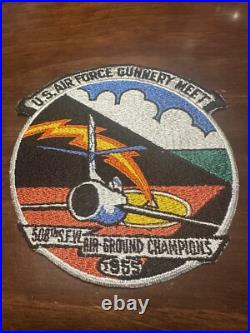 U.S. AIR FORCE GUNNERY MEET
508TH S.F.W.
AIR-GROUND CHAMPIONS
1955